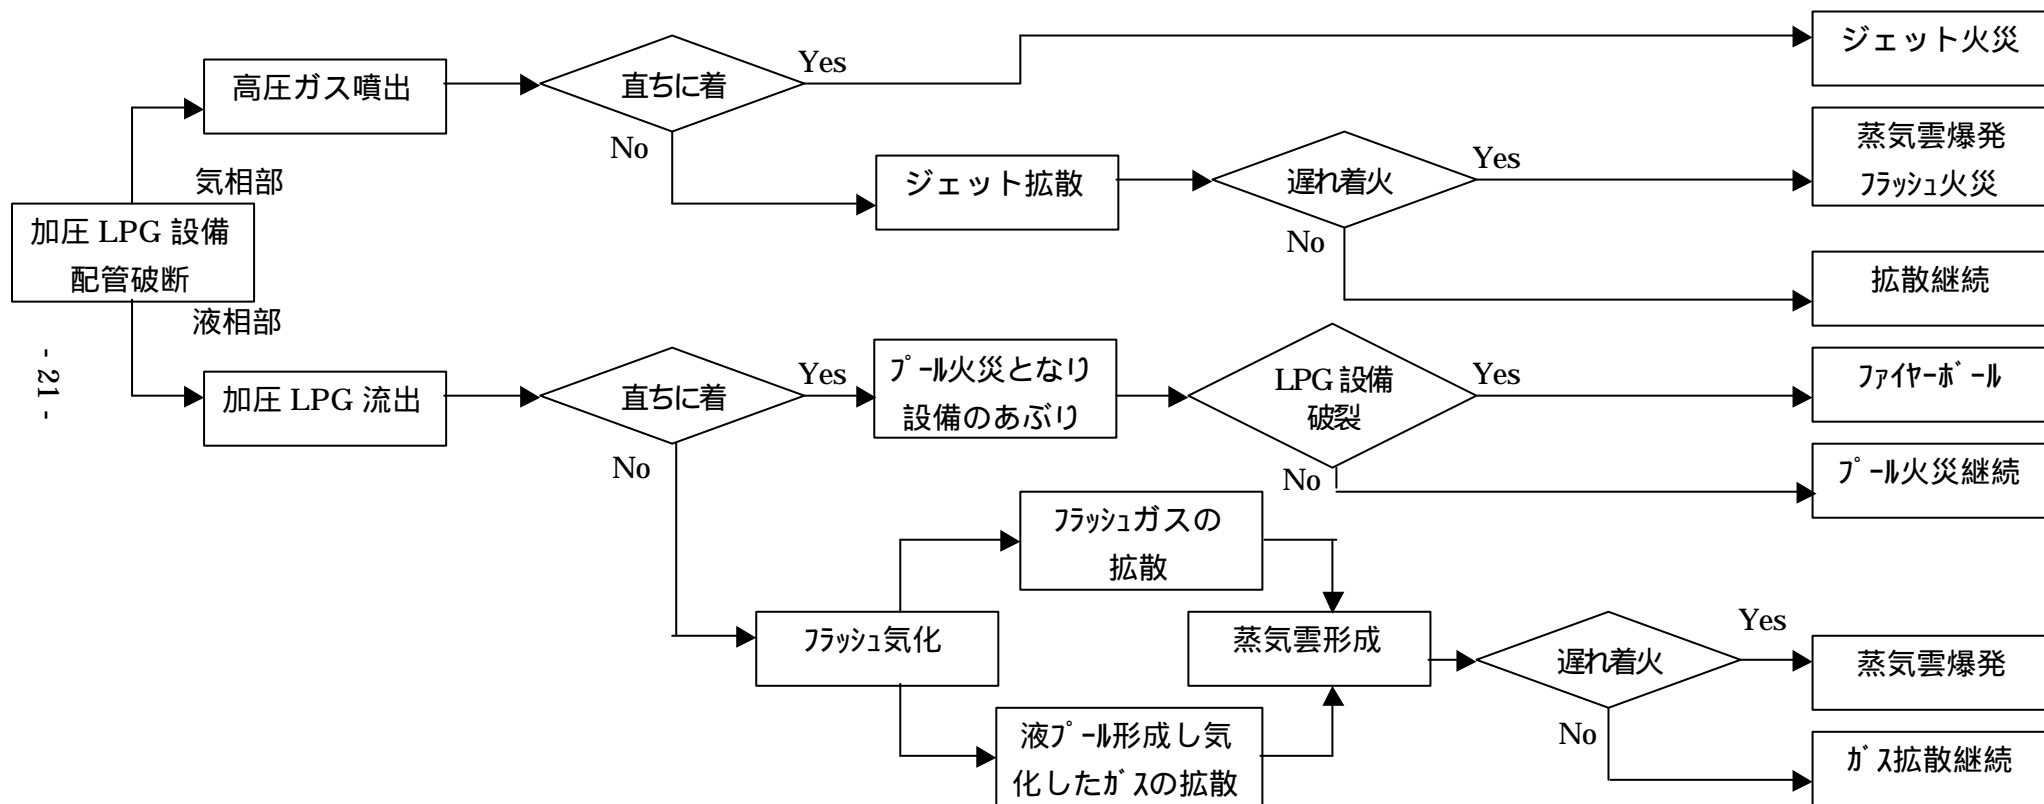 ジェット火災
高圧ガス噴出
直ちに着
Yes
No
気相部
ジェット拡散
遅れ着火
Yes
No
蒸気雲爆発
フラッシュ火災
拡散継続
加圧 LPG 設備
配管破断
液相部
- 21 -
加圧 LPG 流出
直ちに着
Yes
No
プール火災となり
設備のあぶり
LPG 設備
破裂
Yes
No
ファイヤーボール
プール火災継続
フラッシュガスの
拡散
フラッシュ気化
液プール形成し気
化したガスの拡散
蒸気雲形成
遅れ着火
Yes
No
蒸気雲爆発
ガス拡散継続